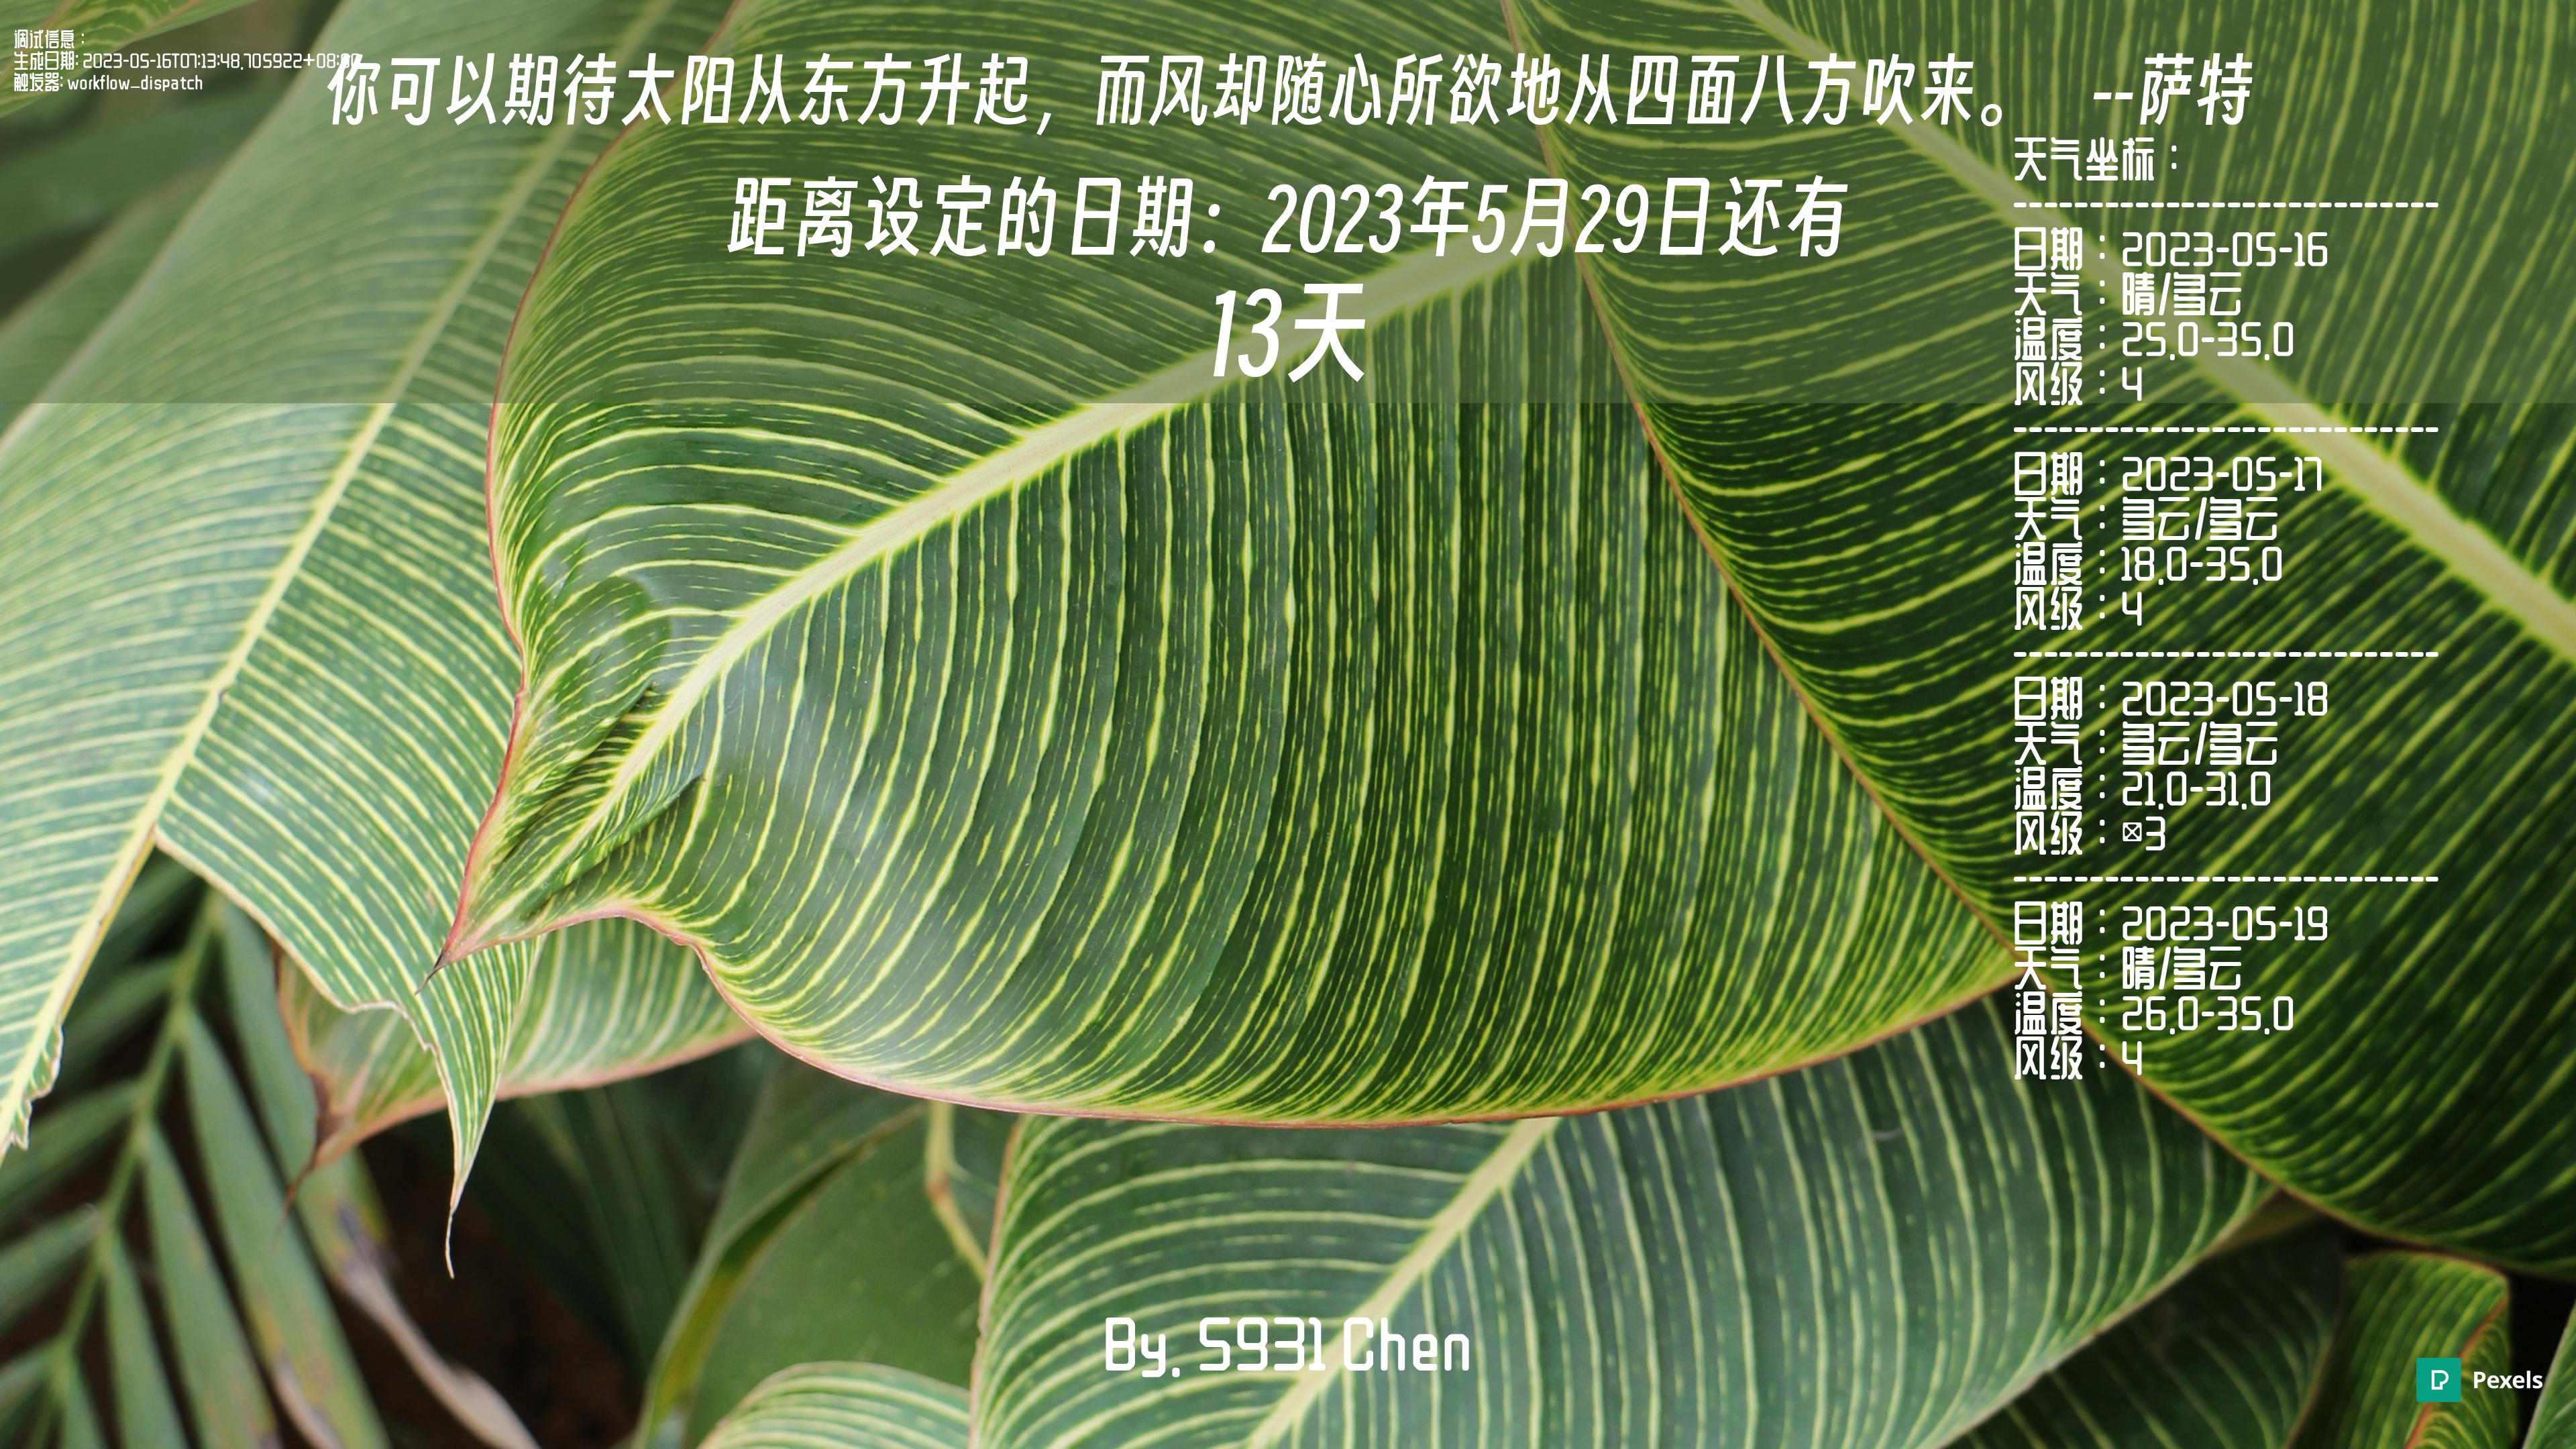 调试信息：
生成日期: 2023-05-16T07:13:48.705922+08:00
触发器: workflow_dispatch
你可以期待太阳从东方升起，而风却随心所欲地从四面八方吹来。 --萨特
距离设定的日期：2023年5月29日还有
13天
天气坐标：
----------------------------
日期：2023-05-16
天气：晴/多云
温度：25.0-35.0
风级：4
----------------------------
日期：2023-05-17
天气：多云/多云
温度：18.0-35.0
风级：4
----------------------------
日期：2023-05-18
天气：多云/多云
温度：21.0-31.0
风级：☒3
----------------------------
日期：2023-05-19
天气：晴/多云
温度：26.0-35.0
风级：4
By. 5931 Chen
Pexels